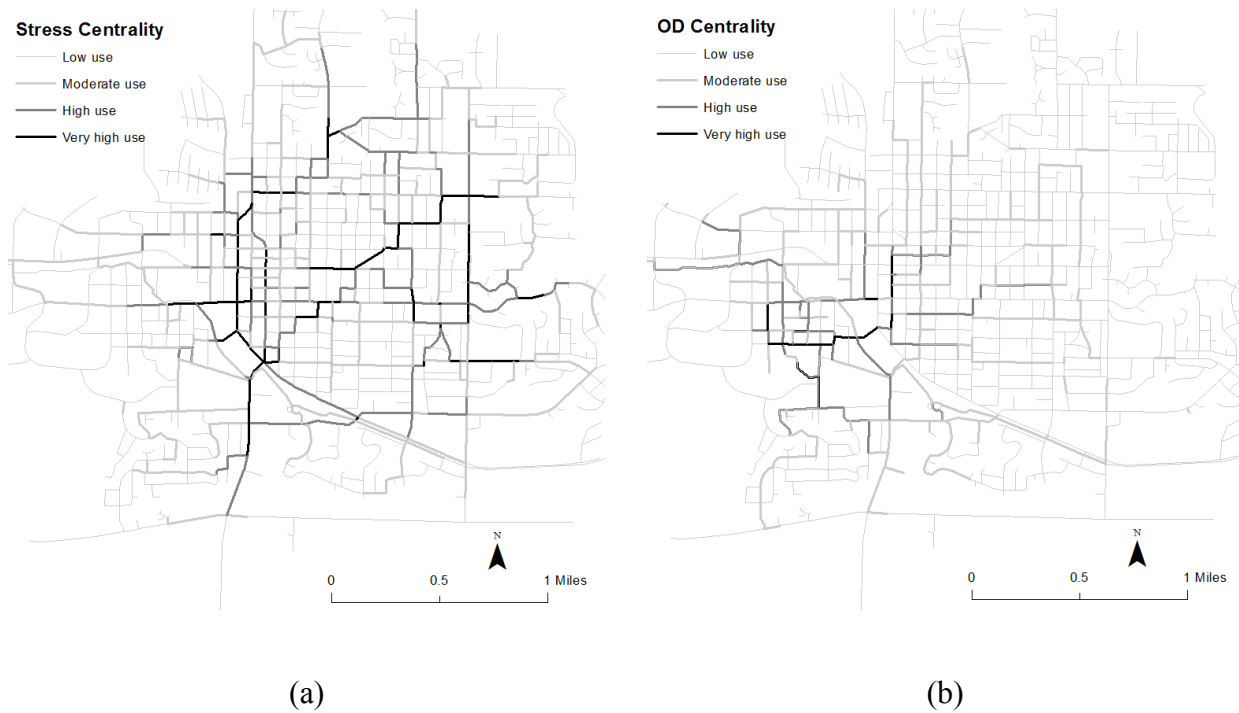 Stress Centrality
Low use
Moderate use
High use
Very high use
N
0 0.5 1 Miles
(a)
OD Centrality
Low use
Moderate use
High use
Very high use
N
0 0.5 1 Miles
(b)